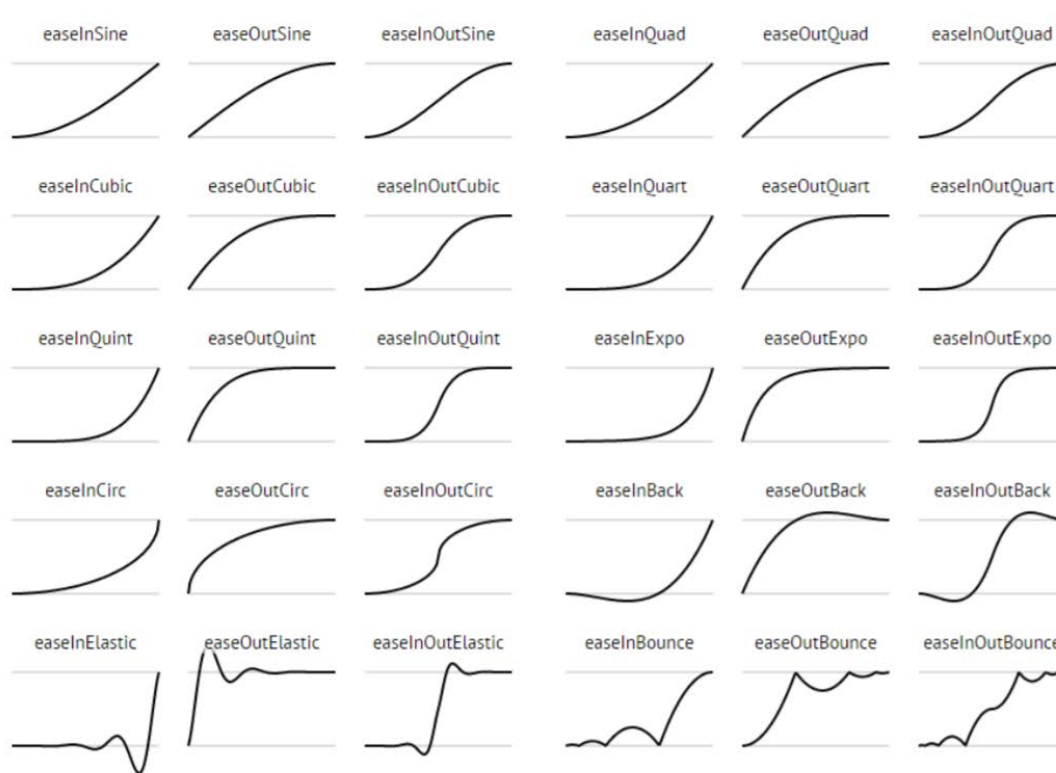 easeInSine easeOutSine easeInOutSine easeInQuad easeOutQuad easeInOutQuad
easeInCubic easeOutCubic easeInOutCubic easeInQuart easeOutQuart easeInOutQuart
easeInQuint easeOutQuint easeInOutQuint easeInExpo easeOutExpo easeInOutExpo
easeInCirc easeOutCirc easeInOutCirc easeInBack easeOutBack easeInOutBack
easeInElastic easeOutElastic easeInOutElastic easeInBounce easeOutBounce easeInOutBounce